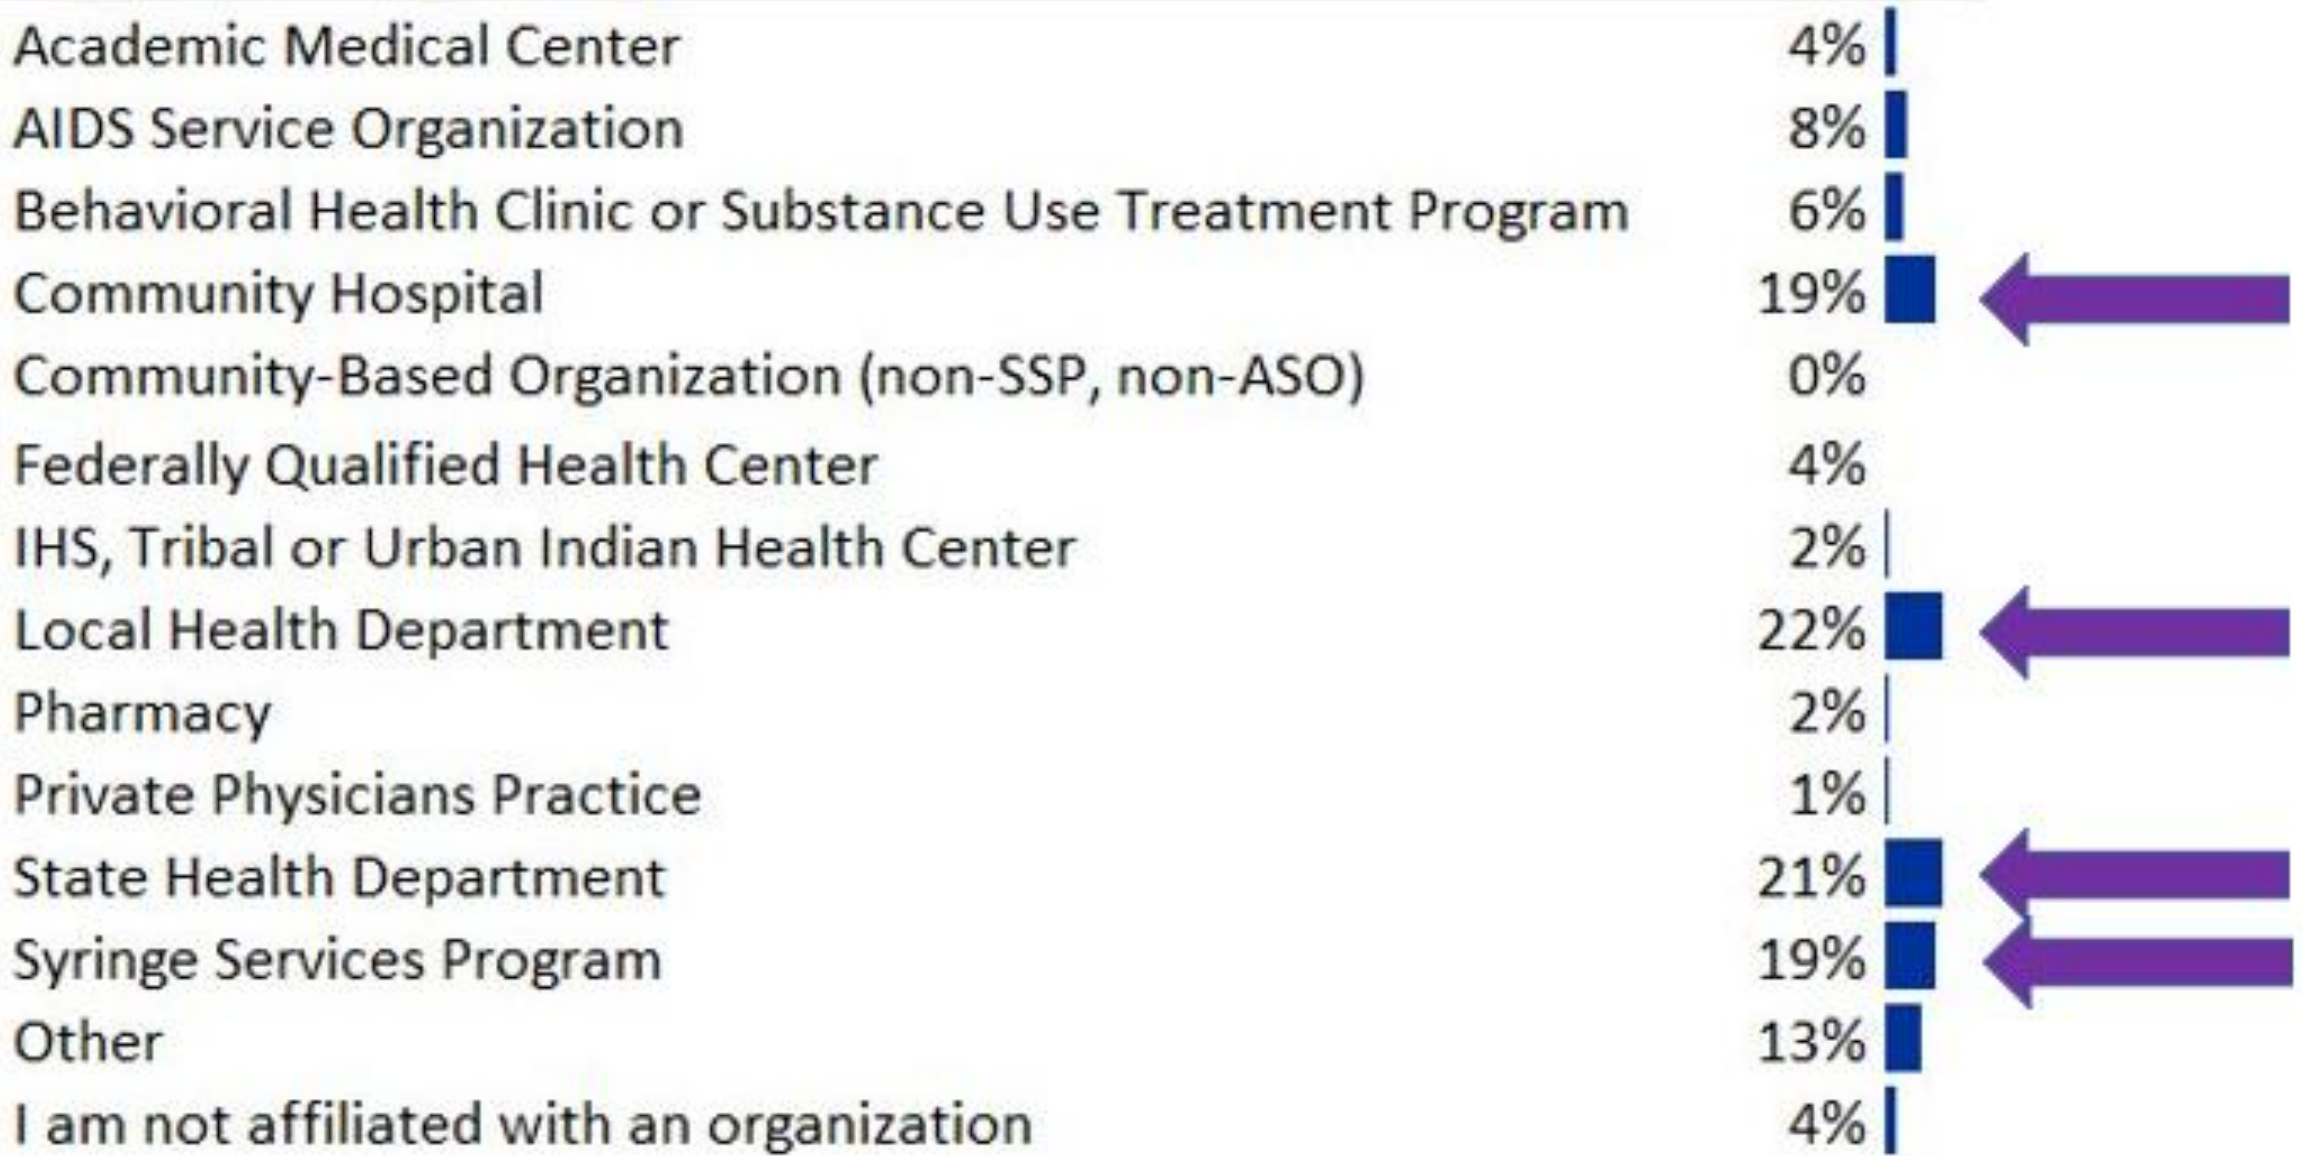 Academic Medical Center 4%
AIDS Service Organization 8%
Behavioral Health Clinic or Substance Use Treatment Program 6%
Community Hospital 19%
Community-Based Organization (non-SSP, non-ASO) 0%
Federally Qualified Health Center 4%
IHS, Tribal or Urban Indian Health Center 2%
Local Health Department 22%
Pharmacy 2%
Private Physicians Practice 1%
State Health Department 21%
Syringe Services Program 19%
Other 13%
I am not affiliated with an organization 4%